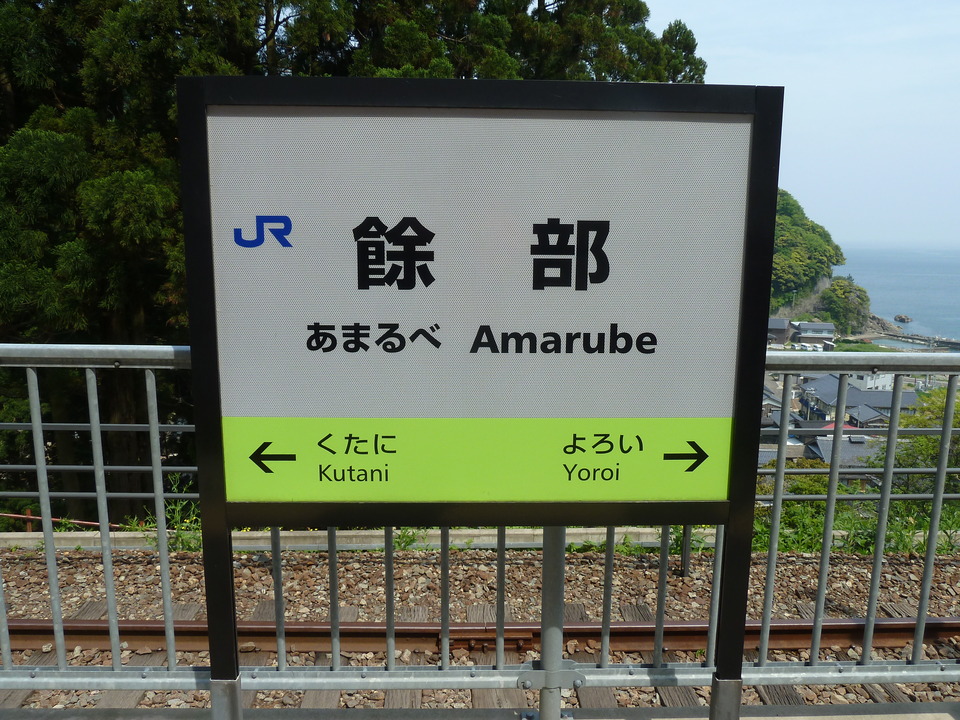 JR 餘部
あまるべ Amarube
← くたに よろい →
Kutani Yoroi